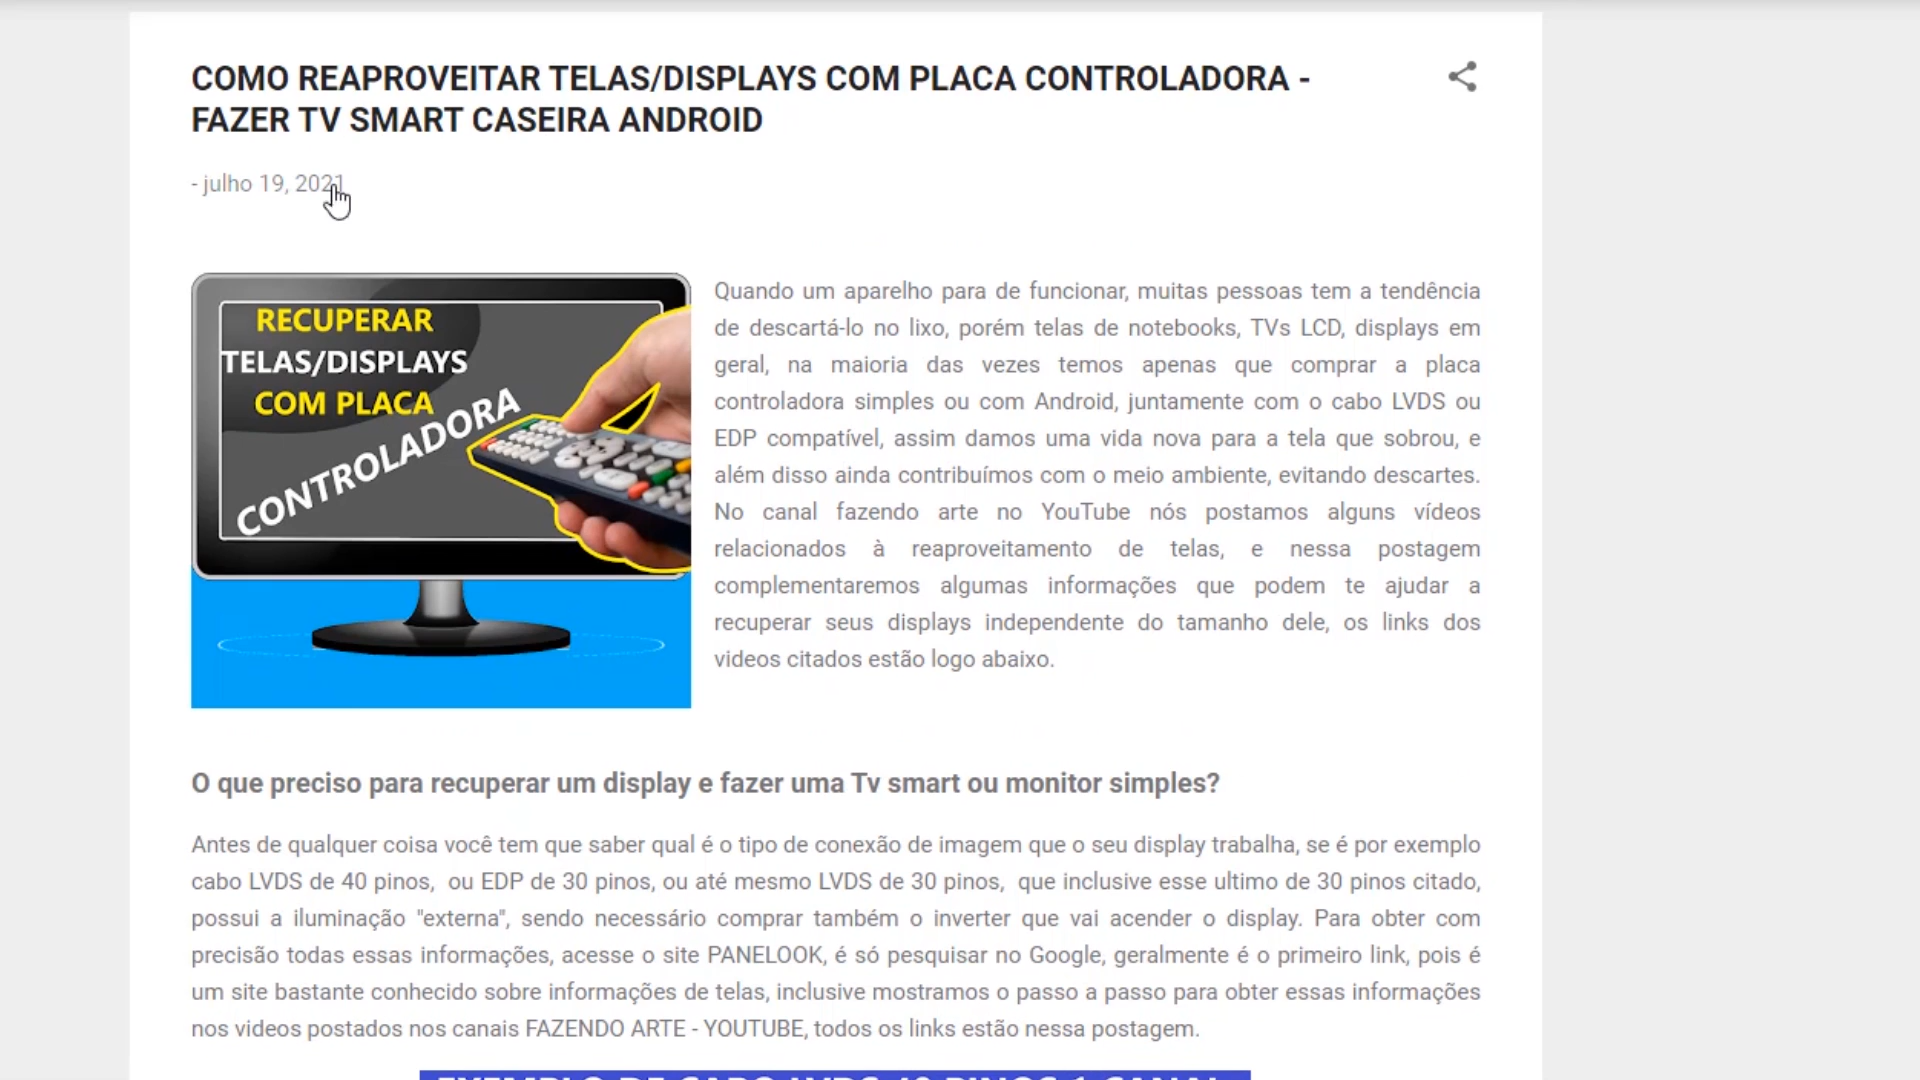 COMO REAPROVEITAR TELAS/DISPLAYS COM PLACA CONTROLADORA -
FAZER TV SMART CASEIRA ANDROID
- julho 19, 2021
RECUPERAR
TELAS/DISPLAYS
COM PLACA
CONTROLADORA
Quando um aparelho para de funcionar, muitas pessoas tem a tendência
de descartá-lo no lixo, porém telas de notebooks, TVs LCD, displays em
geral, na maioria das vezes temos apenas que comprar a placa
controladora simples ou com Android, juntamente com o cabo LVDS ou
EDP compatível, assim damos uma vida nova para a tela que sobrou, e
além disso ainda contribuímos com o meio ambiente, evitando descartes.
No canal fazendo arte no YouTube nós postamos alguns vídeos
relacionados à reaproveitamento de telas, e nessa postagem
complementaremos algumas informações que podem te ajudar a
recuperar seus displays independente do tamanho dele, os links dos
videos citados estão logo abaixo.
O que preciso para recuperar um display e fazer uma Tv smart ou monitor simples?
Antes de qualquer coisa você tem que saber qual é o tipo de conexão de imagem que o seu display trabalha, se é por exemplo
cabo LVDS de 40 pinos, ou EDP de 30 pinos, ou até mesmo LVDS de 30 pinos, que inclusive esse ultimo de 30 pinos citado,
possui a iluminação "externa", sendo necessário comprar também o inverter que vai acender o display. Para obter com
precisão todas essas informações, acesse o site PANELOOK, é só pesquisar no Google, geralmente é o primeiro link, pois é
um site bastante conhecido sobre informações de telas, inclusive mostramos o passo a passo para obter essas informações
nos videos postados nos canais FAZENDO ARTE - YOUTUBE, todos os links estão nessa postagem.